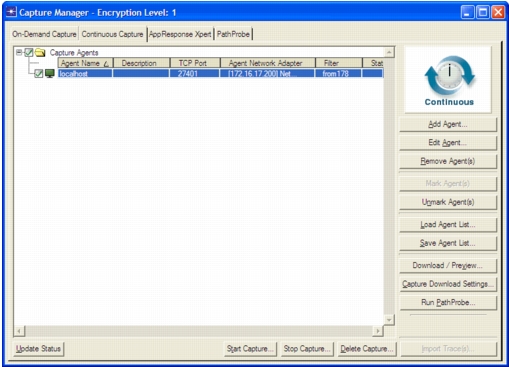 Capture Manager - Encryption Level: 1
On-Demand Capture Continuous Capture AppResponse Xpert PathProbe
Capture Agents
Agent Name Description TCP Port Agent Network Adapter Filter Stat
localhost 27401 [172.16.17.200] Net... from178
Continuous
Add Agent...
Edit Agent...
Remove Agent(s)
Mark Agent(s)
Unmark Agent(s)
Load Agent List...
Save Agent List...
Download / Preview...
Capture Download Settings...
Run PathProbe...
Update Status Start Capture... Stop Capture... Delete Capture... Import Trace(s)...